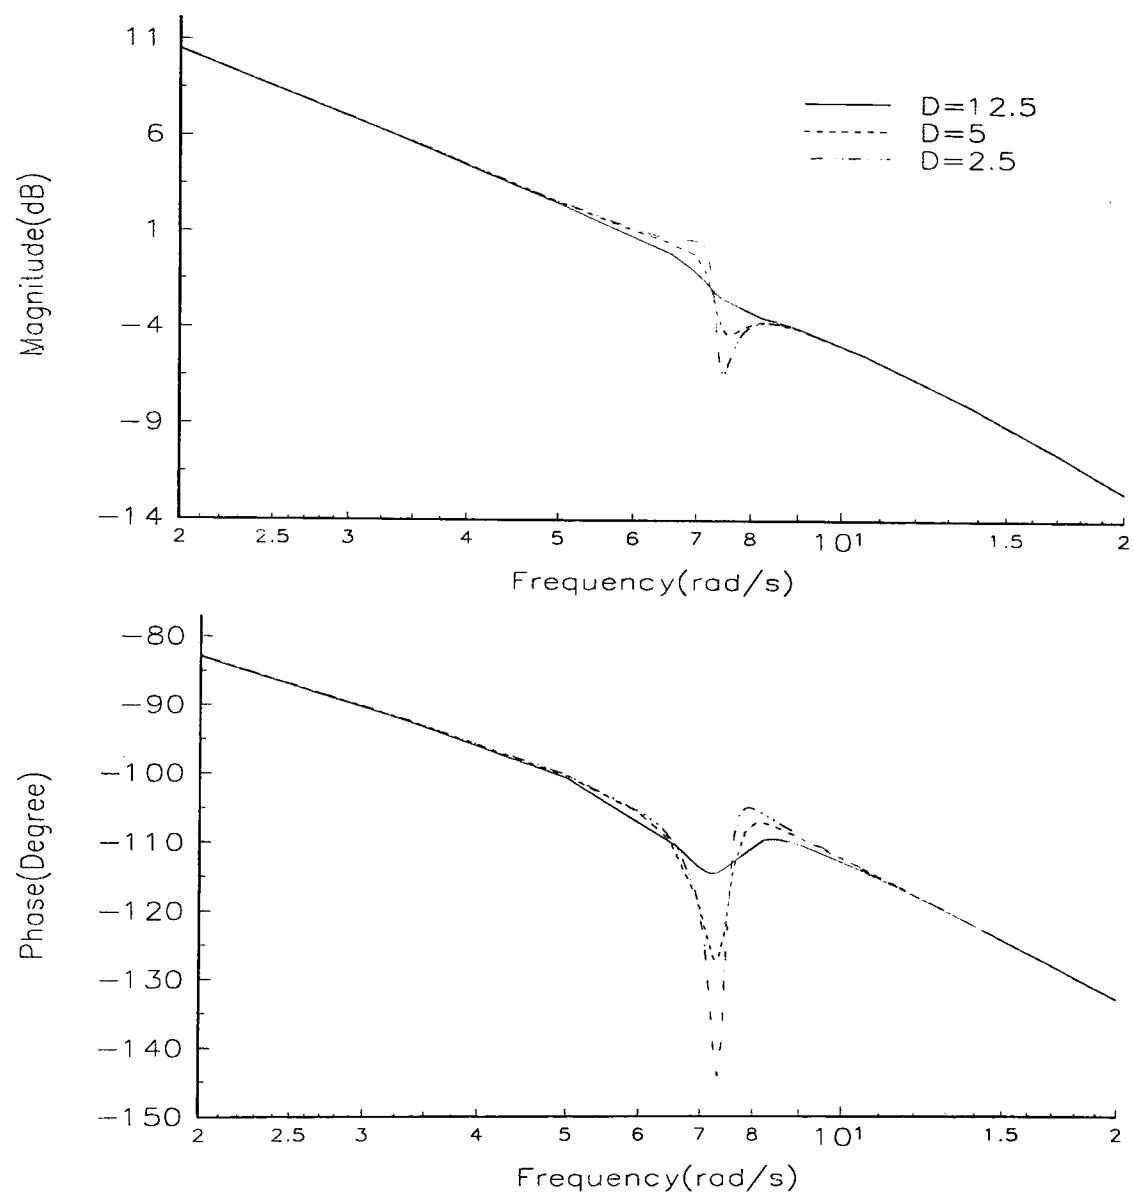 11
6
1
−4
−9
−14
Magnitude(dB)
D=12.5
D=5
D=2.5
2 2.5 3 4 5 6 7 8 10¹ 1.5 2
Frequency(rad/s)
−80
−90
−100
−110
−120
−130
−140
−150
Phase(Degree)
2 2.5 3 4 5 6 7 8 10¹ 1.5 2
Frequency(rad/s)